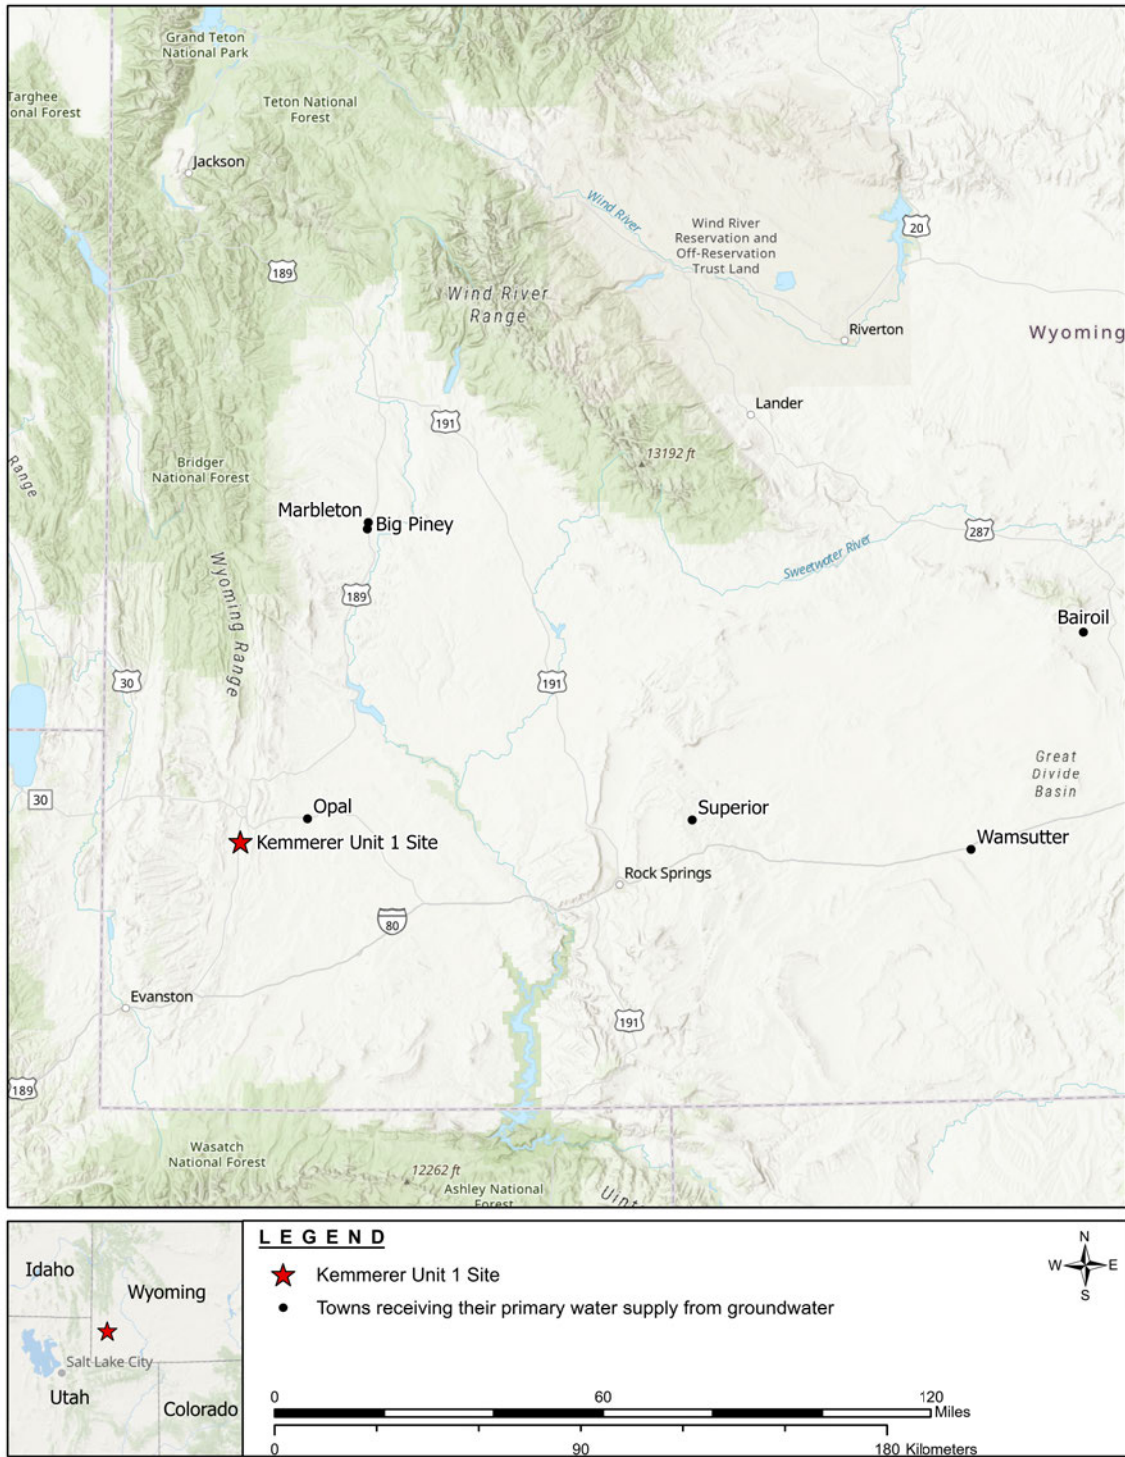 Grand Teton
National Park
Targhee
onal Forest
Teton National
Forest
Jackson
Wind River
Wind River
Reservation and
Off-Reservation
Trust Land
20
189
Wind River
Range
Riverton
Wyoming
Lander
191
13192 ft
Range
Bridger
National Forest
Marbleton
Big Piney
287
Sweetwater River
Wyoming Range
189
Bairoil
30
191
Great
Divide
Basin
30
Opal
Superior
Kemmerer Unit 1 Site
Wamsutter
Rock Springs
80
Evanston
191
189
Wasatch
National Forest
12262 ft
Ashley National
Forest
Uint
Idaho
Wyoming
Salt Lake City
Utah
Colorado
LEGEND
Kemmerer Unit 1 Site
Towns receiving their primary water supply from groundwater
N
W E
S
0 60 120
Miles
0 90 180 Kilometers